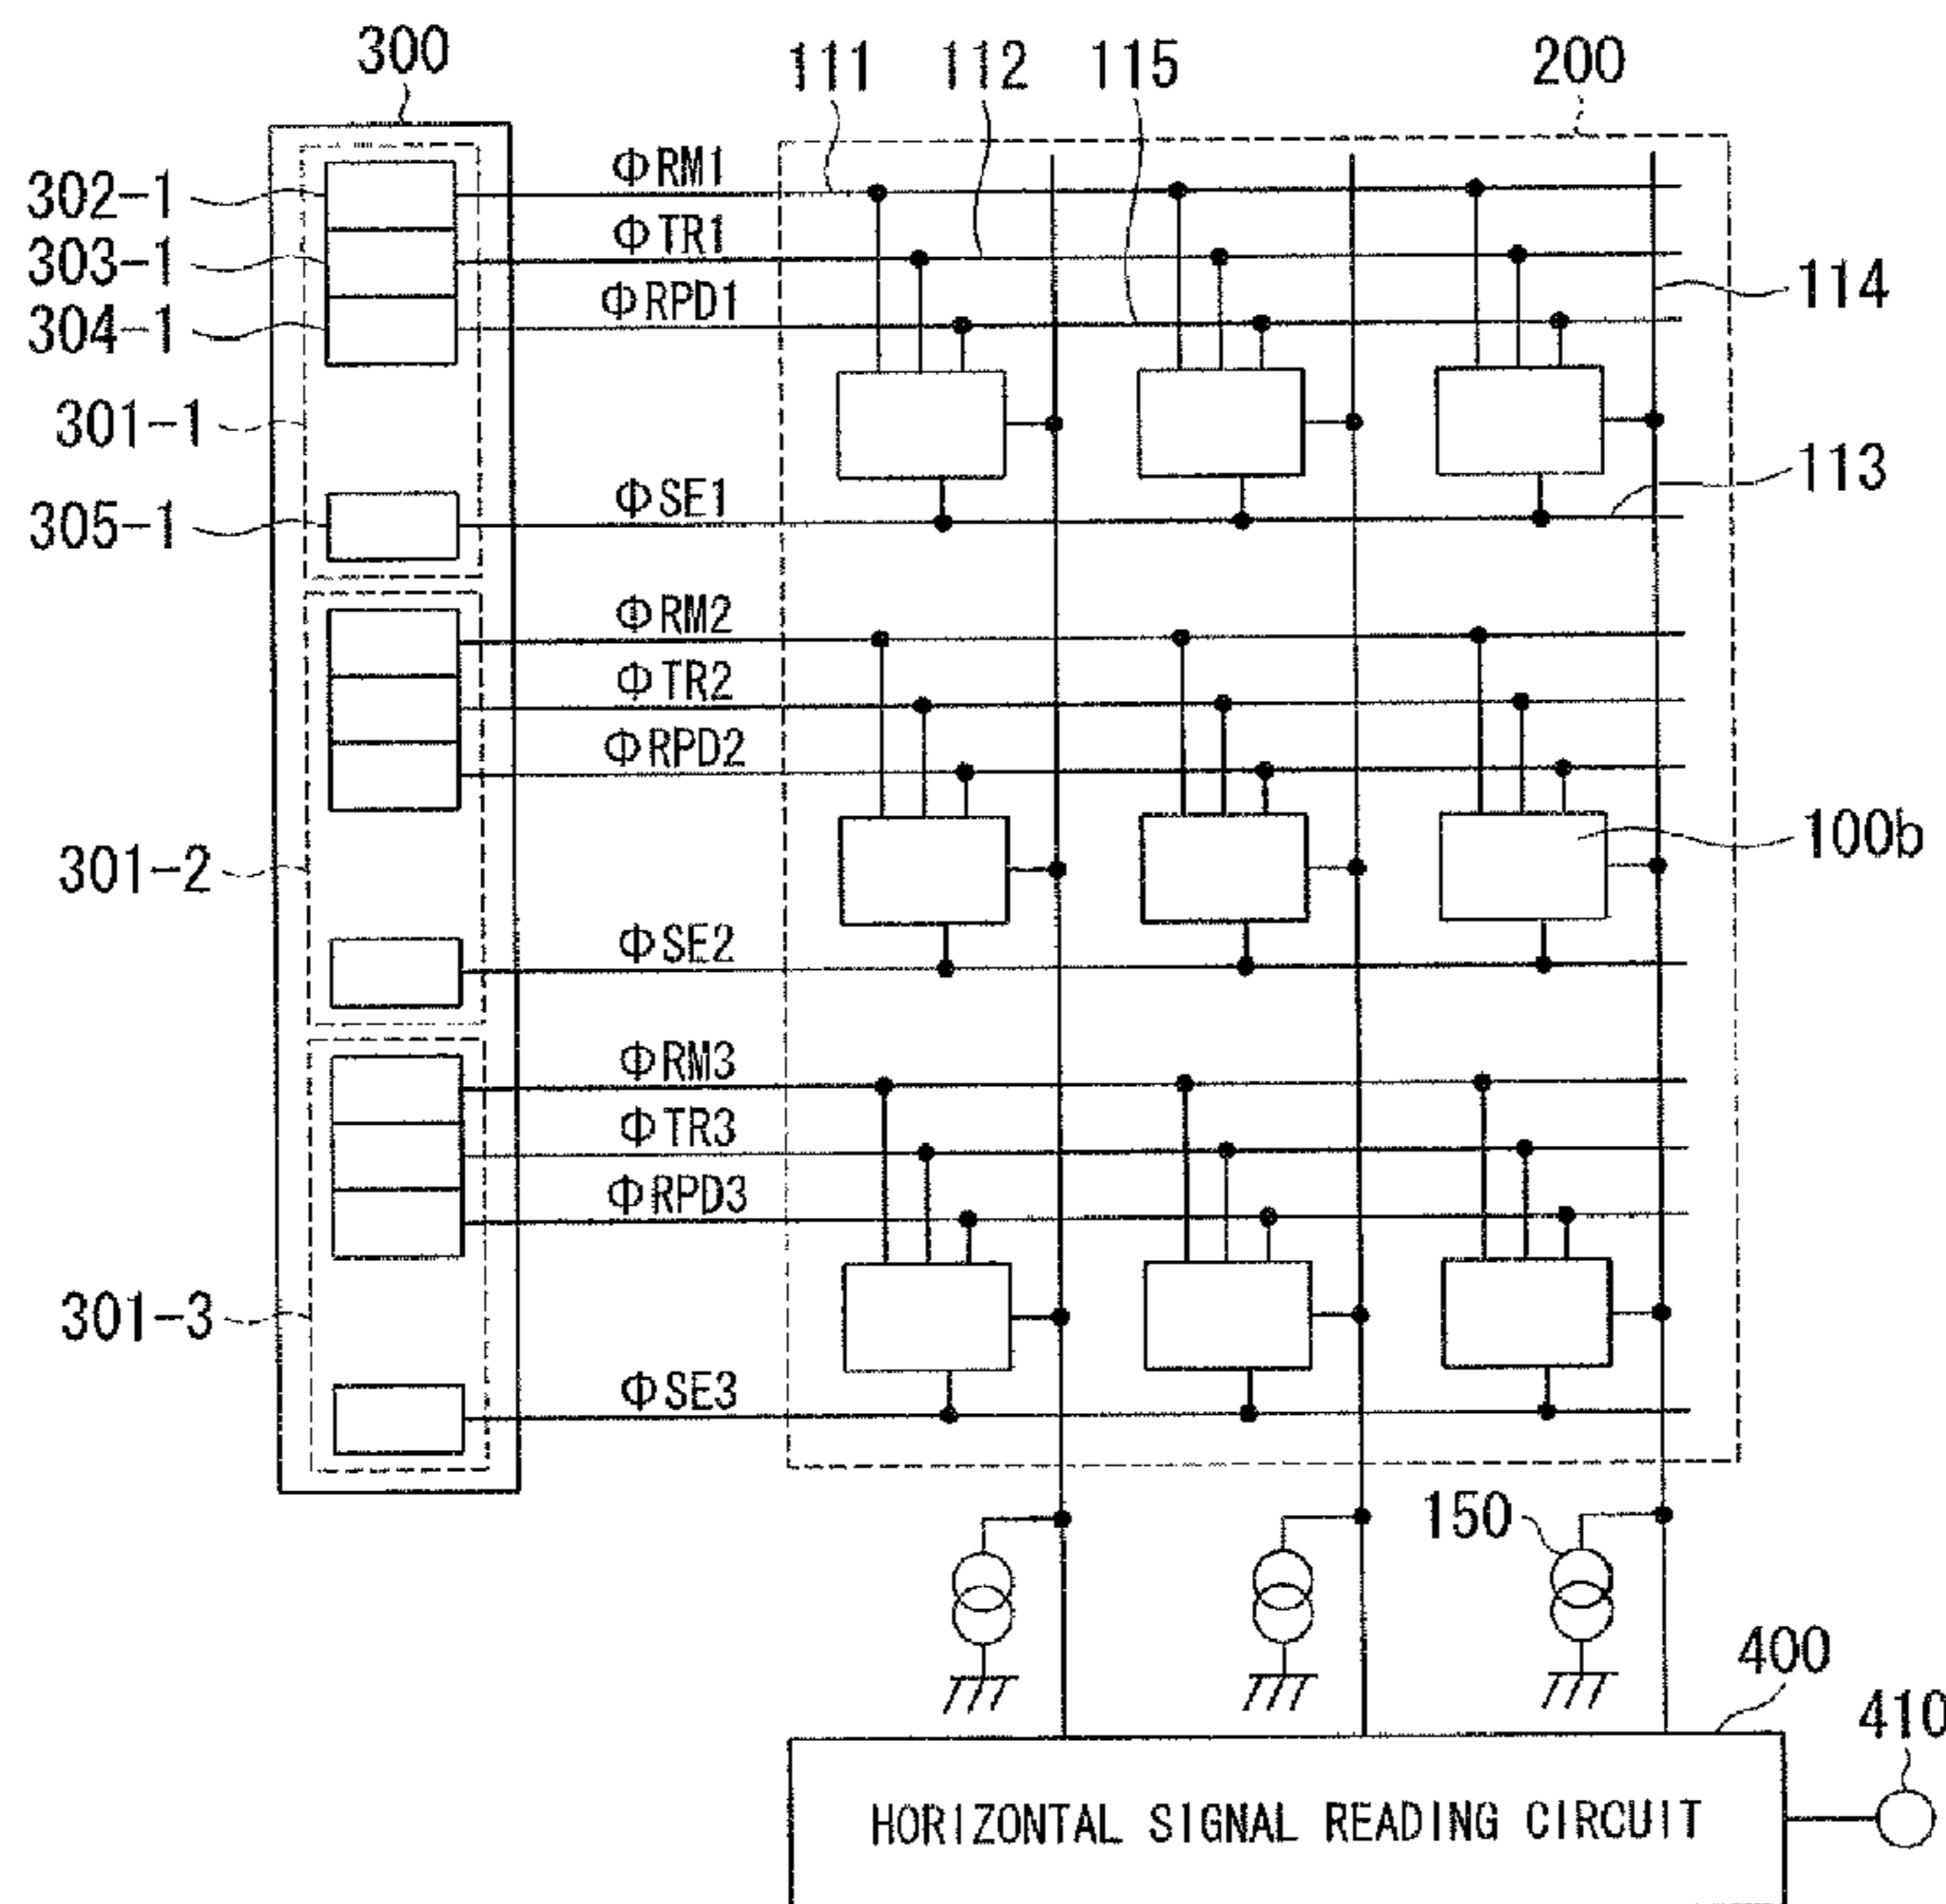 300
111
112
115
200
302-1
ΦRM1
303-1
ΦTR1
304-1
ΦRPD1
114
301-1
113
305-1
ΦSE1
ΦRM2
ΦTR2
ΦRPD2
100b
301-2
ΦSE2
ΦRM3
ΦTR3
ΦRPD3
301-3
ΦSE3
150
400
410
HORIZONTAL SIGNAL READING CIRCUIT